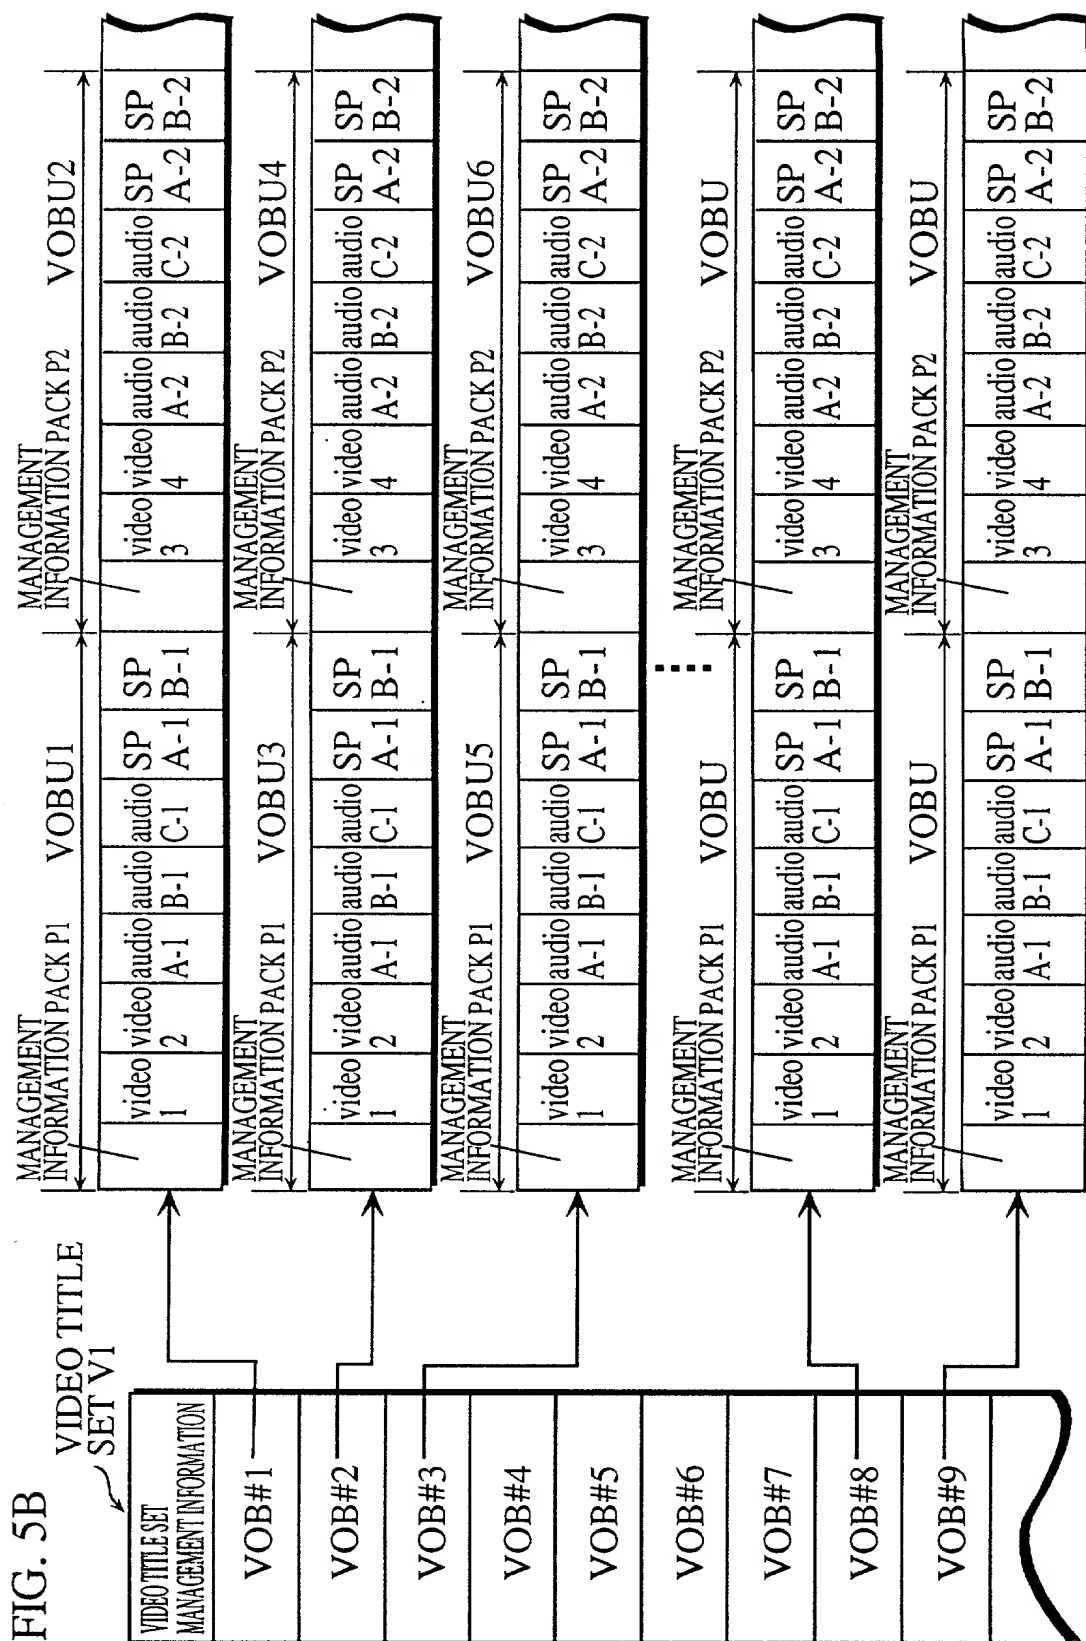 FIG. 5B
VIDEO TITLE
SET V1
VIDEO TITLE SET
MANAGEMENT INFORMATION
VOB#1
VOB#2
VOB#3
VOB#4
VOB#5
VOB#6
VOB#7
VOB#8
VOB#9
MANAGEMENT
INFORMATION PACK P1
VOBU1
MANAGEMENT
INFORMATION PACK P2
VOBU2
video video audio audio audio SP SP
1 2 A-1 B-1 C-1 A-1 B-1
video video audio audio audio SP SP
3 4 A-2 B-2 C-2 A-2 B-2
MANAGEMENT
INFORMATION PACK P1
VOBU3
MANAGEMENT
INFORMATION PACK P2
VOBU4
video video audio audio audio SP SP
1 2 A-1 B-1 C-1 A-1 B-1
video video audio audio audio SP SP
3 4 A-2 B-2 C-2 A-2 B-2
MANAGEMENT
INFORMATION PACK P1
VOBU5
MANAGEMENT
INFORMATION PACK P2
VOBU6
video video audio audio audio SP SP
1 2 A-1 B-1 C-1 A-1 B-1
video video audio audio audio SP SP
3 4 A-2 B-2 C-2 A-2 B-2
MANAGEMENT
INFORMATION PACK P1
VOBU
MANAGEMENT
INFORMATION PACK P2
VOBU
video video audio audio audio SP SP
1 2 A-1 B-1 C-1 A-1 B-1
video video audio audio audio SP SP
3 4 A-2 B-2 C-2 A-2 B-2
MANAGEMENT
INFORMATION PACK P1
VOBU
MANAGEMENT
INFORMATION PACK P2
VOBU
video video audio audio audio SP SP
1 2 A-1 B-1 C-1 A-1 B-1
video video audio audio audio SP SP
3 4 A-2 B-2 C-2 A-2 B-2